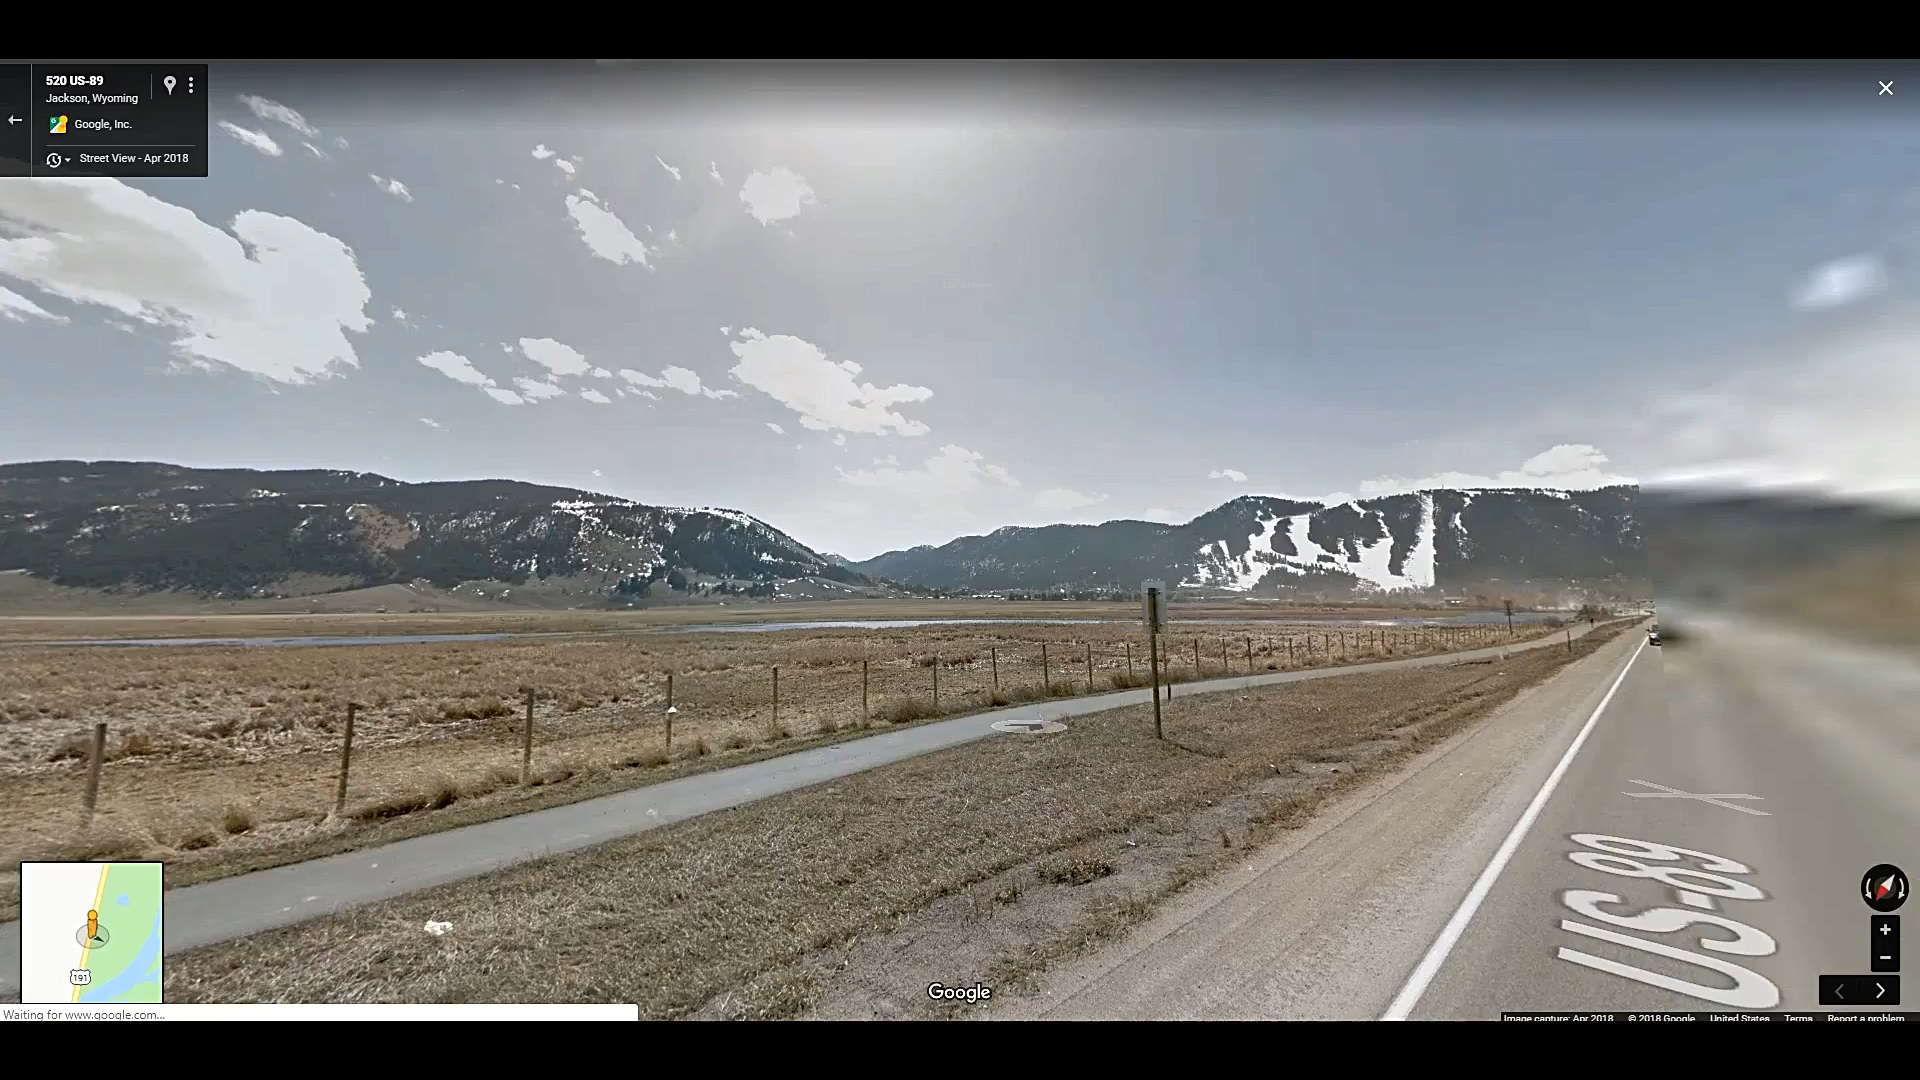 520 US-89
Jackson, Wyoming
Google, Inc.
Street View - Apr 2018
US-89
191
Google
Waiting for www.google.com...
Image capture: Apr 2018 © 2018 Google United States Terms Report a problem